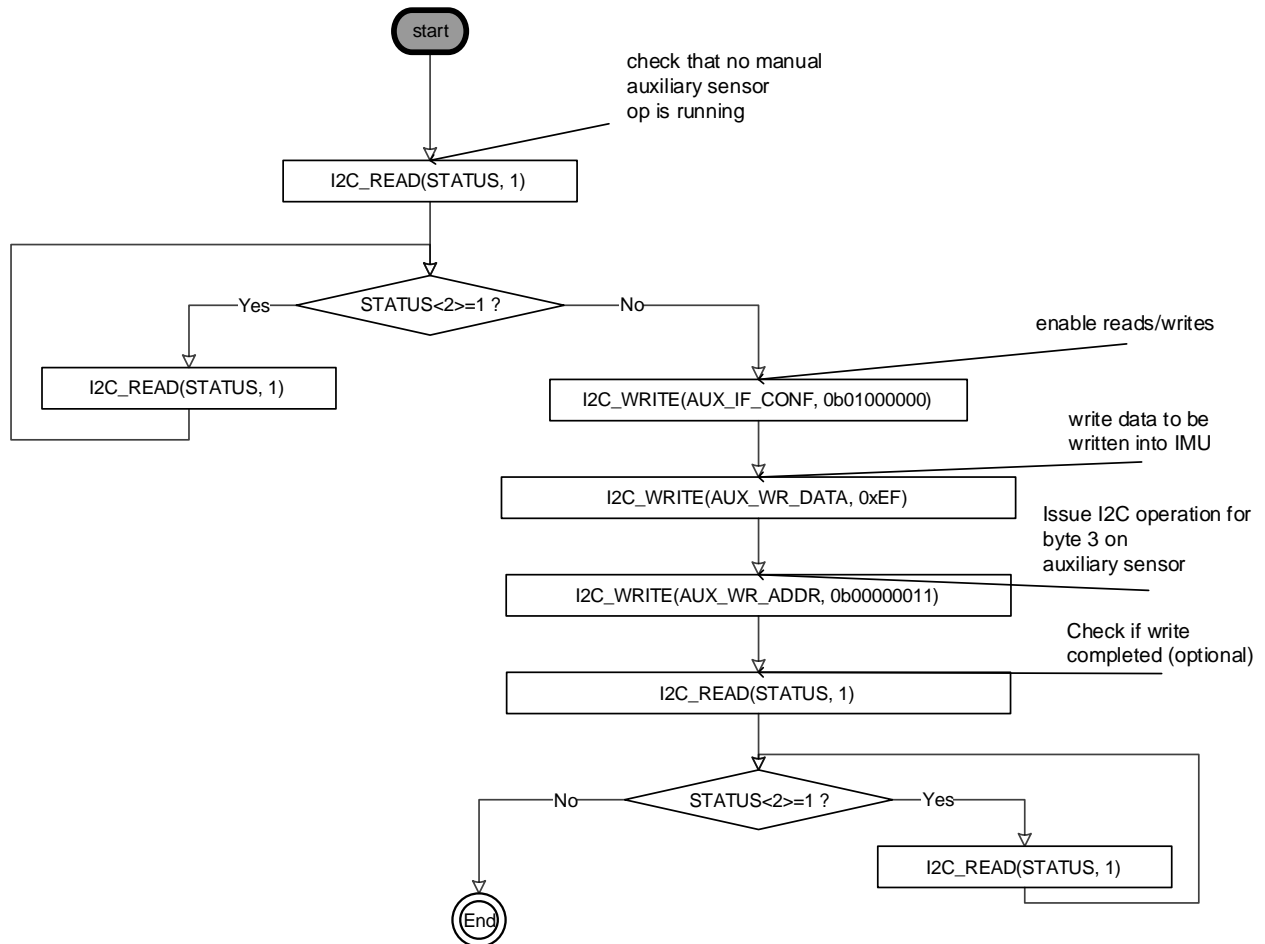 start
check that no manual
auxiliary sensor
op is running
I2C_READ(STATUS, 1)
STATUS<2>=1 ?
Yes
No
I2C_READ(STATUS, 1)
enable reads/writes
I2C_WRITE(AUX_IF_CONF, 0b01000000)
write data to be
written into IMU
I2C_WRITE(AUX_WR_DATA, 0xEF)
Issue I2C operation for
byte 3 on
auxiliary sensor
I2C_WRITE(AUX_WR_ADDR, 0b00000011)
Check if write
completed (optional)
I2C_READ(STATUS, 1)
No
STATUS<2>=1 ?
Yes
I2C_READ(STATUS, 1)
End